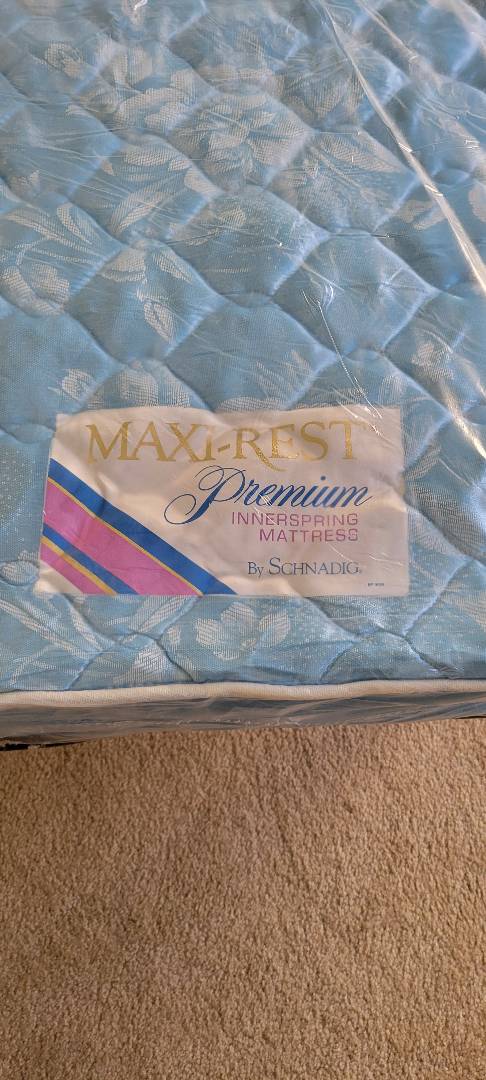 MAXI-REST
Premium
INNERSPRING
MATTRESS
By SCHNADIG®